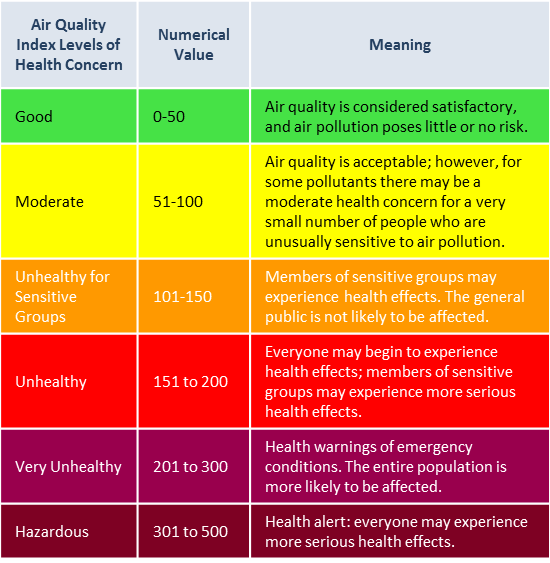 Air Quality
Index Levels of
Health Concern
Numerical
Value
Meaning
Good
0-50
Air quality is considered satisfactory,
and air pollution poses little or no risk.
Moderate
51-100
Air quality is acceptable; however, for
some pollutants there may be a
moderate health concern for a very
small number of people who are
unusually sensitive to air pollution.
Unhealthy for
Sensitive
Groups
101-150
Members of sensitive groups may
experience health effects. The general
public is not likely to be affected.
Unhealthy
151 to 200
Everyone may begin to experience
health effects; members of sensitive
groups may experience more serious
health effects.
Very Unhealthy
201 to 300
Health warnings of emergency
conditions. The entire population is
more likely to be affected.
Hazardous
301 to 500
Health alert: everyone may experience
more serious health effects.